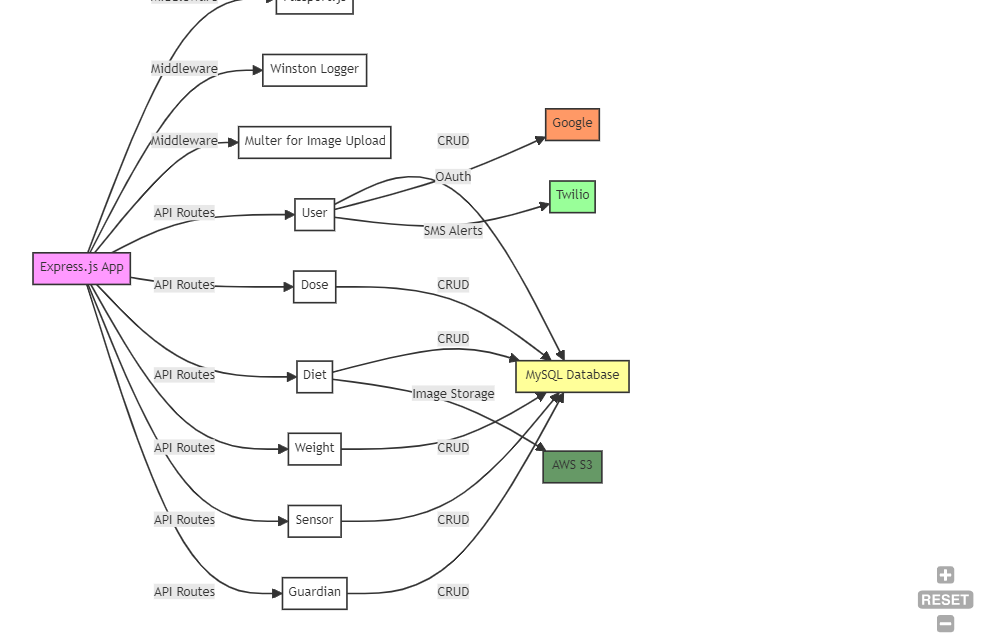 Middleware
Middleware
Winston Logger
Middleware
Multer for Image Upload
CRUD
Google
OAuth
Twilio
API Routes
User
SMS Alerts
Express.js App
API Routes
Dose
CRUD
CRUD
API Routes
Diet
MySQL Database
Image Storage
API Routes
Weight
CRUD
AWS S3
API Routes
Sensor
CRUD
API Routes
Guardian
CRUD
RESET